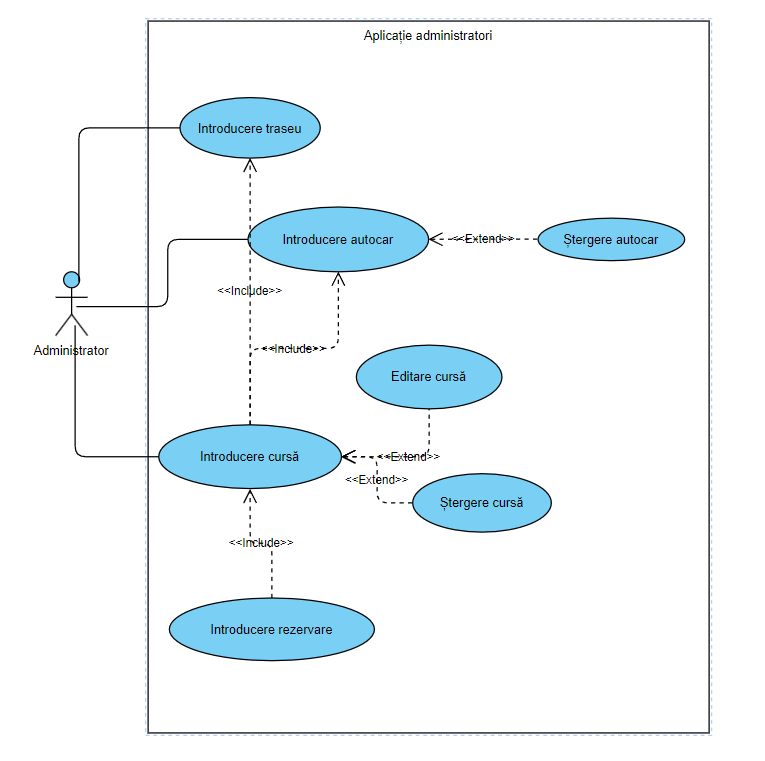 Aplicație administratori
Introducere traseu
Introducere autocar
<<Extend>>
Ștergere autocar
<<Include>>
Administrator
<<Include>>
Editare cursă
Introducere cursă
<<Extend>>
<<Extend>>
Ștergere cursă
<<Include>>
Introducere rezervare